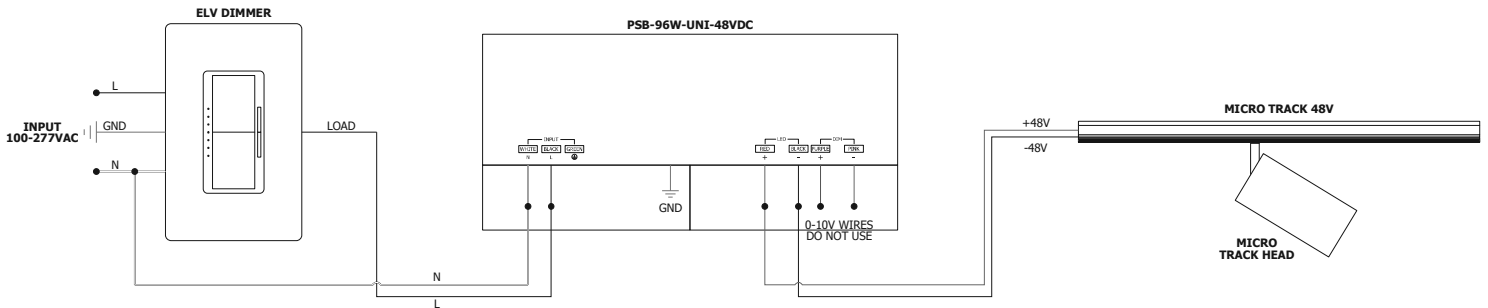 ELV DIMMER
PSB-96W-UNI-48VDC
L
INPUT
100-277VAC
GND
N
LOAD
INPUT
WHITE BLACK GREEN
N L
LED DIM
RED BLACK PURPLE PINK
+ - + -
GND
0-10V WIRES
DO NOT USE
N
L
MICRO TRACK 48V
+48V
-48V
MICRO
TRACK HEAD